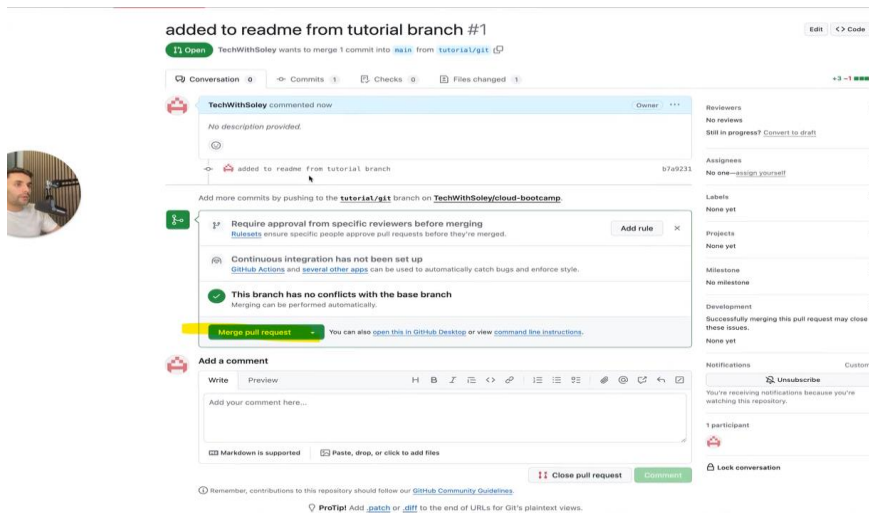 added to readme from tutorial branch #1
Edit
<> Code
Open
TechWithSoley wants to merge 1 commit into main from tutorial/git
Conversation 0
Commits 1
Checks 0
Files changed 1
+3 −1
TechWithSoley commented now
Owner
No description provided.
added to readme from tutorial branch
b7a9231
Add more commits by pushing to the tutorial/git branch on TechWithSoley/cloud-bootcamp.
Require approval from specific reviewers before merging
Rulesets ensure specific people approve pull requests before they're merged.
Add rule
Continuous integration has not been set up
GitHub Actions and several other apps can be used to automatically catch bugs and enforce style.
This branch has no conflicts with the base branch
Merging can be performed automatically.
Merge pull request
You can also open this in GitHub Desktop or view command line instructions.
Add a comment
Write
Preview
Add your comment here...
Markdown is supported
Paste, drop, or click to add files
Close pull request
Comment
Remember, contributions to this repository should follow our GitHub Community Guidelines.
ProTip! Add .patch or .diff to the end of URLs for Git's plaintext views.
Reviewers
No reviews
Still in progress? Convert to draft
Assignees
No one—assign yourself
Labels
None yet
Projects
None yet
Milestone
No milestone
Development
Successfully merging this pull request may close
these issues.
None yet
Notifications
Custom
Unsubscribe
You're receiving notifications because you're
watching this repository.
1 participant
Lock conversation